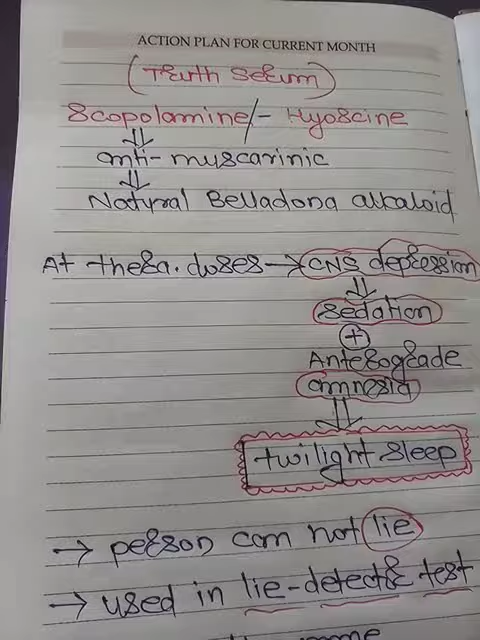 ACTION PLAN FOR CURRENT MONTH
(Truth Serum)
Scopolamine/- Hyoscine
⇓
anti-muscarinic
⇓
Natural Belladona alkaloid
At thera. doses → CNS depression
⇓
sedation
+
Anterograde
amnesia
⇓
twilight sleep
→ person can not lie
→ used in lie-detectr test